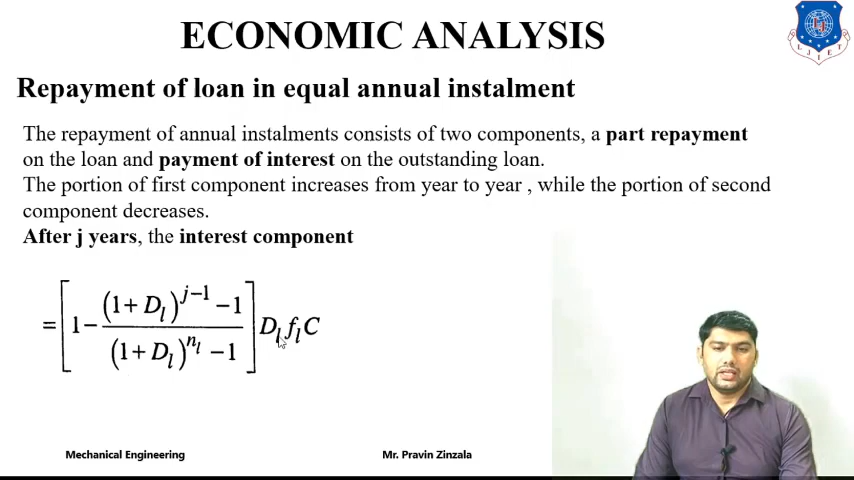 ECONOMIC ANALYSIS
LJIET
Repayment of loan in equal annual instalment
The repayment of annual instalments consists of two components, a part repayment
on the loan and payment of interest on the outstanding loan.
The portion of first component increases from year to year , while the portion of second
component decreases.
After j years, the interest component
= [1 - ((1 + D_l)^{j-1} - 1) / ((1 + D_l)^{n_l} - 1)] D_l f_l C
Mechanical Engineering
Mr. Pravin Zinzala